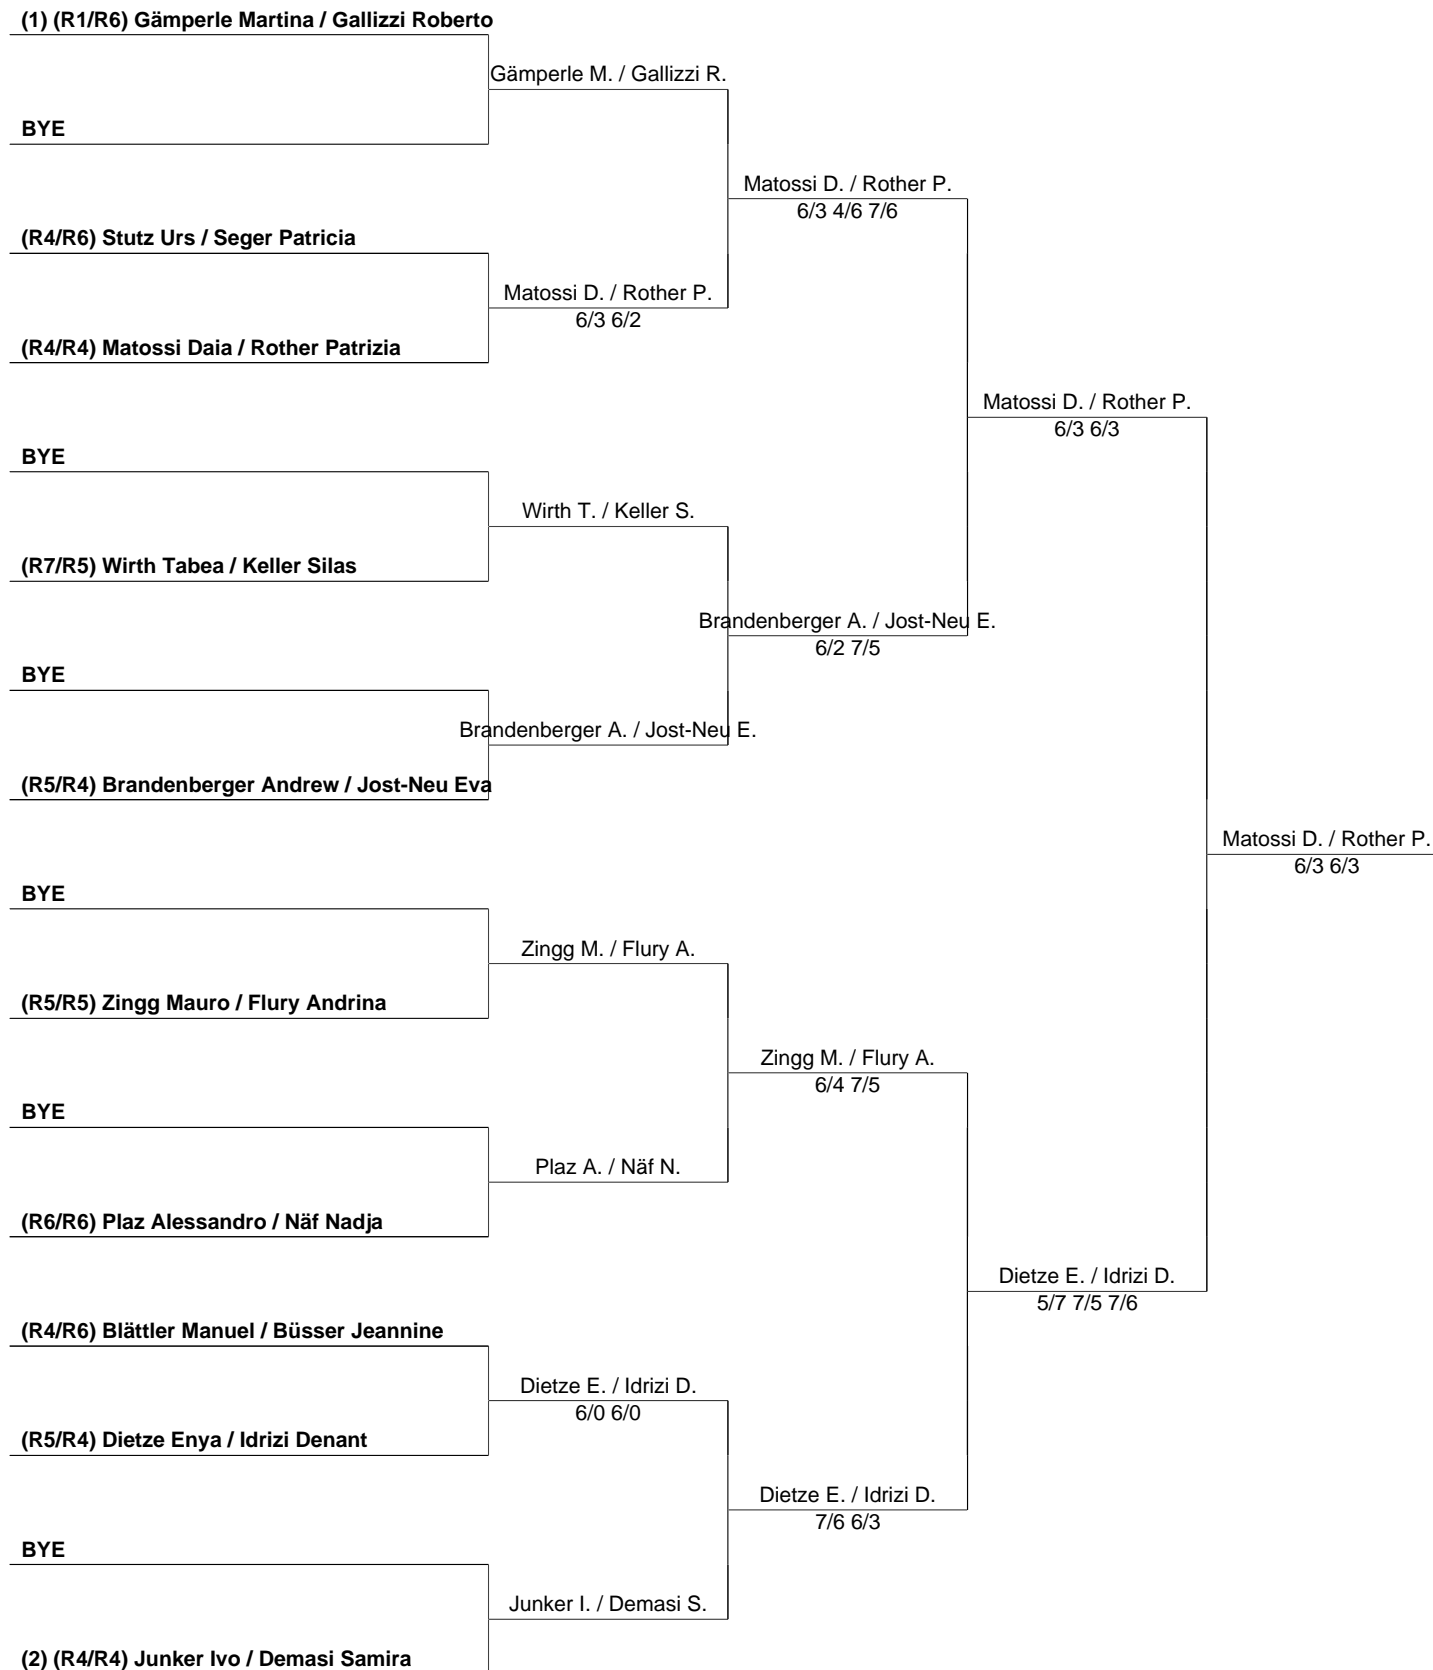 (1) (R1/R6) Gämperle Martina / Gallizzi Roberto
Gämperle M. / Gallizzi R.
BYE
Matossi D. / Rother P.
6/3 4/6 7/6
(R4/R6) Stutz Urs / Seger Patricia
Matossi D. / Rother P.
6/3 6/2
(R4/R4) Matossi Daia / Rother Patrizia
Matossi D. / Rother P.
6/3 6/3
BYE
Wirth T. / Keller S.
(R7/R5) Wirth Tabea / Keller Silas
Brandenberger A. / Jost-Neu E.
6/2 7/5
BYE
Brandenberger A. / Jost-Neu E.
(R5/R4) Brandenberger Andrew / Jost-Neu Eva
Matossi D. / Rother P.
6/3 6/3
BYE
Zingg M. / Flury A.
(R5/R5) Zingg Mauro / Flury Andrina
Zingg M. / Flury A.
6/4 7/5
BYE
Plaz A. / Näf N.
(R6/R6) Plaz Alessandro / Näf Nadja
Dietze E. / Idrizi D.
5/7 7/5 7/6
(R4/R6) Blättler Manuel / Büsser Jeannine
Dietze E. / Idrizi D.
6/0 6/0
(R5/R4) Dietze Enya / Idrizi Denant
Dietze E. / Idrizi D.
7/6 6/3
BYE
Junker I. / Demasi S.
(2) (R4/R4) Junker Ivo / Demasi Samira